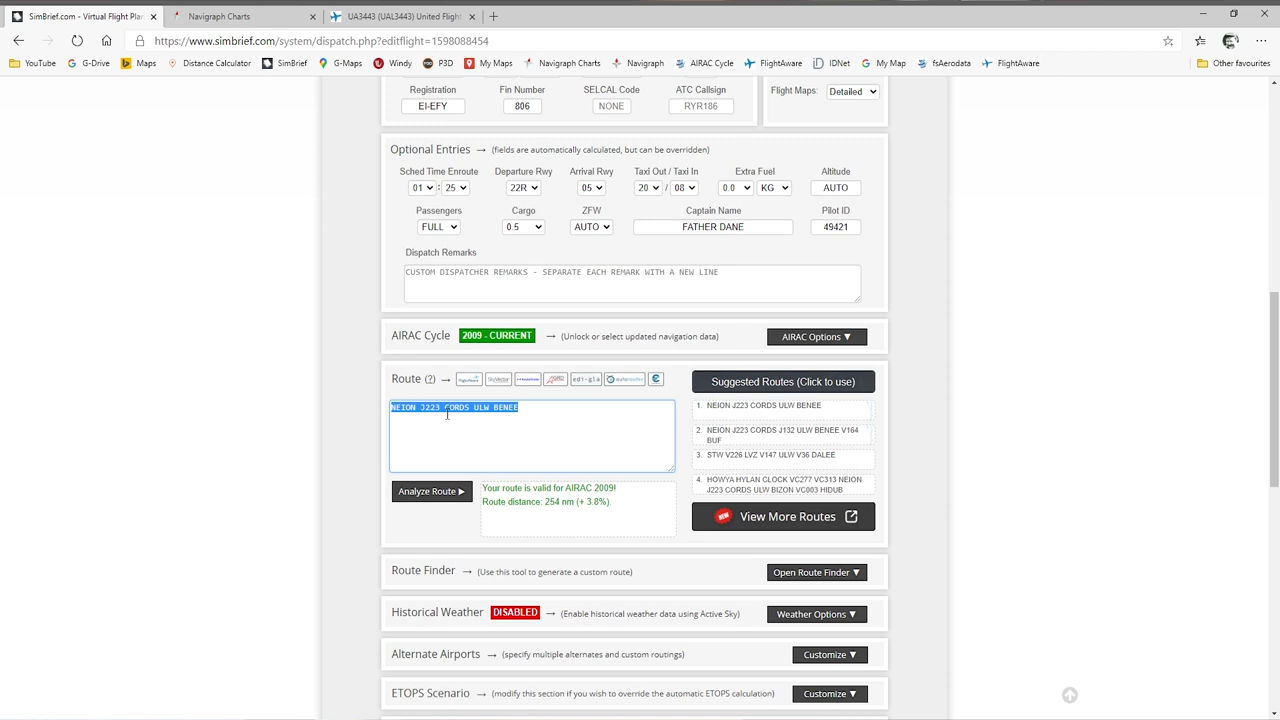 SimBrief.com - Virtual Flight Plan
Navigraph Charts
UA3443 (UAL3443) United Flight
https://www.simbrief.com/system/dispatch.php?editflight=1598088454
YouTube
G-Drive
Maps
Distance Calculator
SimBrief
G-Maps
Windy
P3D
My Maps
Navigraph Charts
Navigraph
AIRAC Cycle
FlightAware
IDNet
My Map
fsAerodata
FlightAware
Other favourites
Registration Fin Number SELCAL Code ATC Callsign
EI-EFY 806 NONE RYR186
Flight Maps: Detailed
Optional Entries → (fields are automatically calculated, but can be overridden)
Sched Time Enroute Departure Rwy Arrival Rwy Taxi Out / Taxi In Extra Fuel Altitude
01 : 25 22R 05 20 / 08 0.0 KG AUTO
Passengers Cargo ZFW Captain Name Pilot ID
FULL 0.5 AUTO FATHER DANE 49421
Dispatch Remarks
CUSTOM DISPATCHER REMARKS - SEPARATE EACH REMARK WITH A NEW LINE
AIRAC Cycle 2009 - CURRENT → (Unlock or select updated navigation data) AIRAC Options ▼
Route (?) →
NEION J223 CORDS ULW BENEE
Analyze Route ▶
Your route is valid for AIRAC 2009!
Route distance: 254 nm (+ 3.8%).
Suggested Routes (Click to use)
1. NEION J223 CORDS ULW BENEE
2. NEION J223 CORDS J132 ULW BENEE V164
BUF
3. STW V226 LVZ V147 ULW V36 DALEE
4. HOWYA HYLAN CLOCK VC277 VC313 NEION
J223 CORDS ULW BIZON VC003 HIDUB
NEW View More Routes
Route Finder → (Use this tool to generate a custom route) Open Route Finder ▼
Historical Weather DISABLED → (Enable historical weather data using Active Sky) Weather Options ▼
Alternate Airports → (specify multiple alternates and custom routings) Customize ▼
ETOPS Scenario → (modify this section if you wish to override the automatic ETOPS calculation) Customize ▼